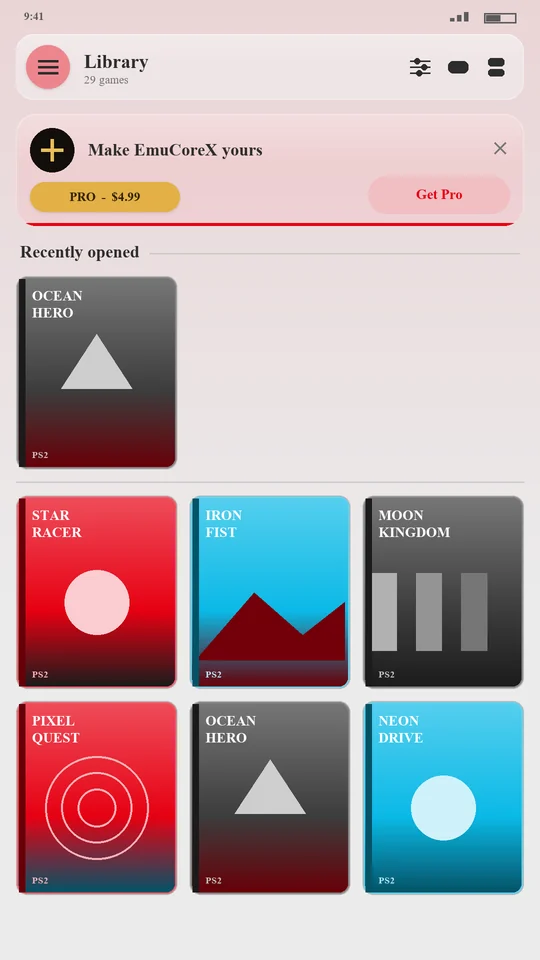 9:41
Library
29 games
Make EmuCoreX yours
PRO - $4.99
Get Pro
Recently opened
OCEAN
HERO
PS2
STAR
RACER
PS2
IRON
FIST
PS2
MOON
KINGDOM
PS2
PIXEL
QUEST
PS2
OCEAN
HERO
PS2
NEON
DRIVE
PS2